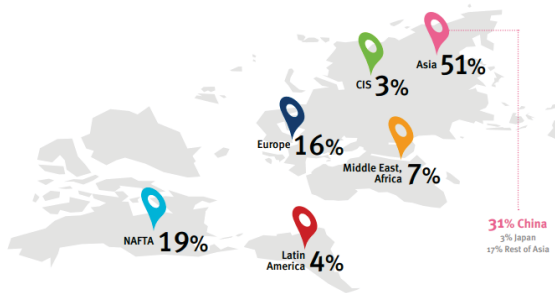 Asia 51%
CIS 3%
Europe 16%
Middle East,
Africa 7%
31% China
3% Japan
17% Rest of Asia
NAFTA 19%
Latin
America 4%